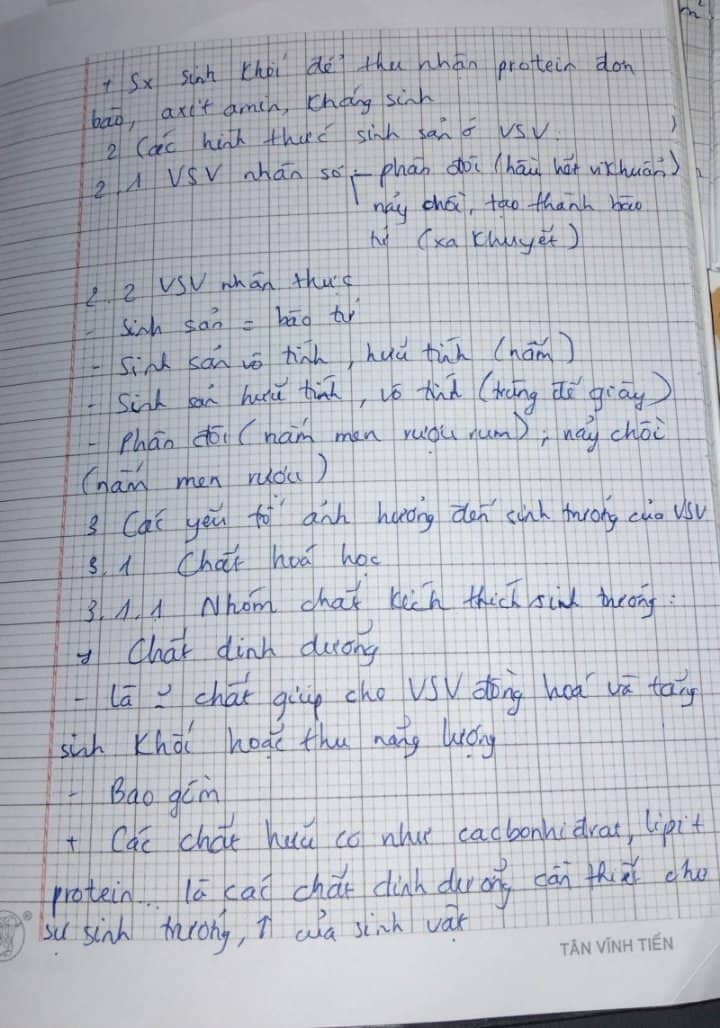 + Sx sinh khối để thu nhận protein đơn
bào, axit amin, kháng sinh
2 Các hình thức sinh sản ở VSV.
2.1 VSV nhân sơ - phân đôi (hầu hết vi khuẩn)
nảy chồi, tạo thành bào
tử (xạ khuẩn)
2.2 VSV nhân thực
- Sinh sản = bào tử
- Sinh sản vô tính, hữu tính (nấm)
- Sinh sản hữu tính, vô tính (trùng đế giày)
- Phân đôi (nấm men rượu rum); nảy chồi
(nấm men rượu)
3 Các yếu tố ảnh hưởng đến sinh trưởng của VSV
3.1 Chất hoá học
3.1.1 Nhóm chất kích thích sinh trưởng:
Chất dinh dưỡng
- Là chất giúp cho VSV đồng hoá và tăng
sinh khối hoặc thu năng lượng
- Bao gồm
+ Các chất hữu cơ như cacbonhidrat, lipit
protein... là các chất dinh dưỡng cần thiết cho
sự sinh trưởng, ↑ của sinh vật
TÂN VĨNH TIẾN